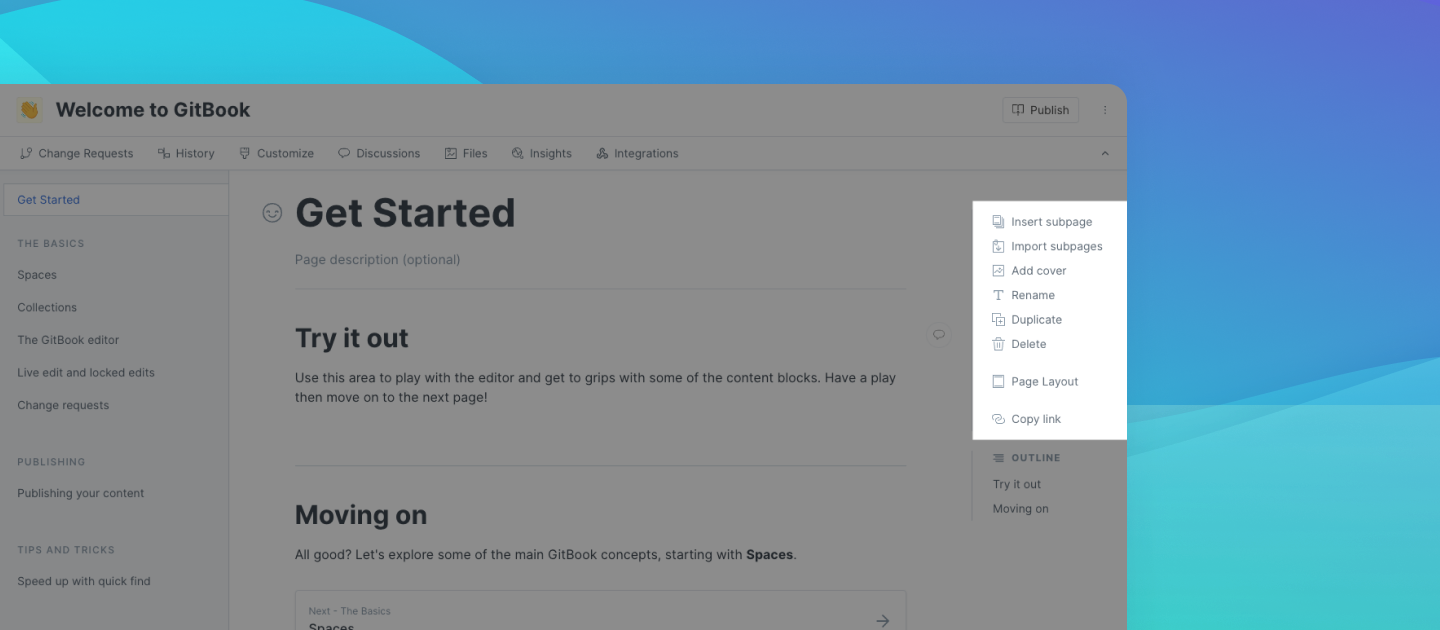 Welcome to GitBook
Publish
Change Requests
History
Customize
Discussions
Files
Insights
Integrations
Get Started
THE BASICS
Spaces
Collections
The GitBook editor
Live edit and locked edits
Change requests
PUBLISHING
Publishing your content
TIPS AND TRICKS
Speed up with quick find
Get Started
Page description (optional)
Try it out
Use this area to play with the editor and get to grips with some of the content blocks. Have a play
then move on to the next page!
Moving on
All good? Let's explore some of the main GitBook concepts, starting with Spaces.
Next - The Basics
Spaces
Insert subpage
Import subpages
Add cover
Rename
Duplicate
Delete
Page Layout
Copy link
OUTLINE
Try it out
Moving on